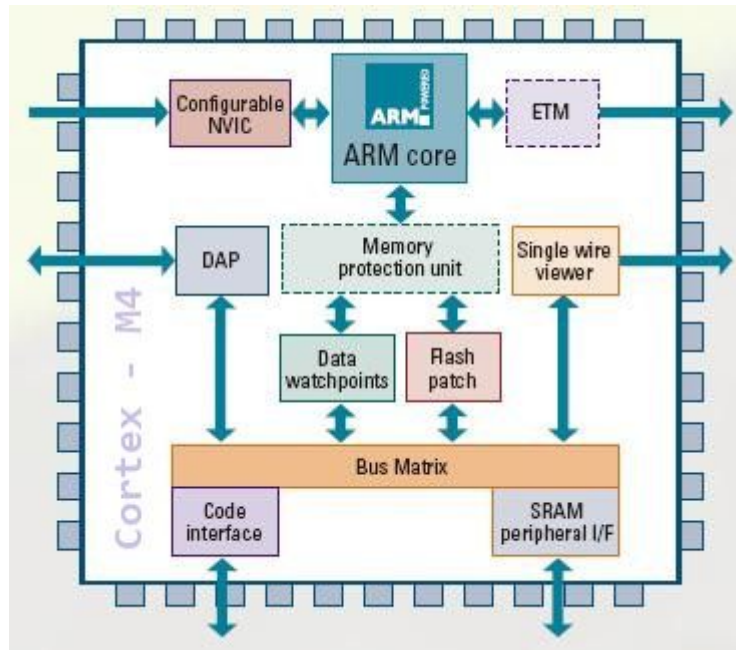 Configurable
NVIC
ARM
POWERED
ARM core
ETM
DAP
Memory
protection unit
Single wire
viewer
Data
watchpoints
Flash
patch
Bus Matrix
Code
interface
SRAM
peripheral I/F
Cortex - M4